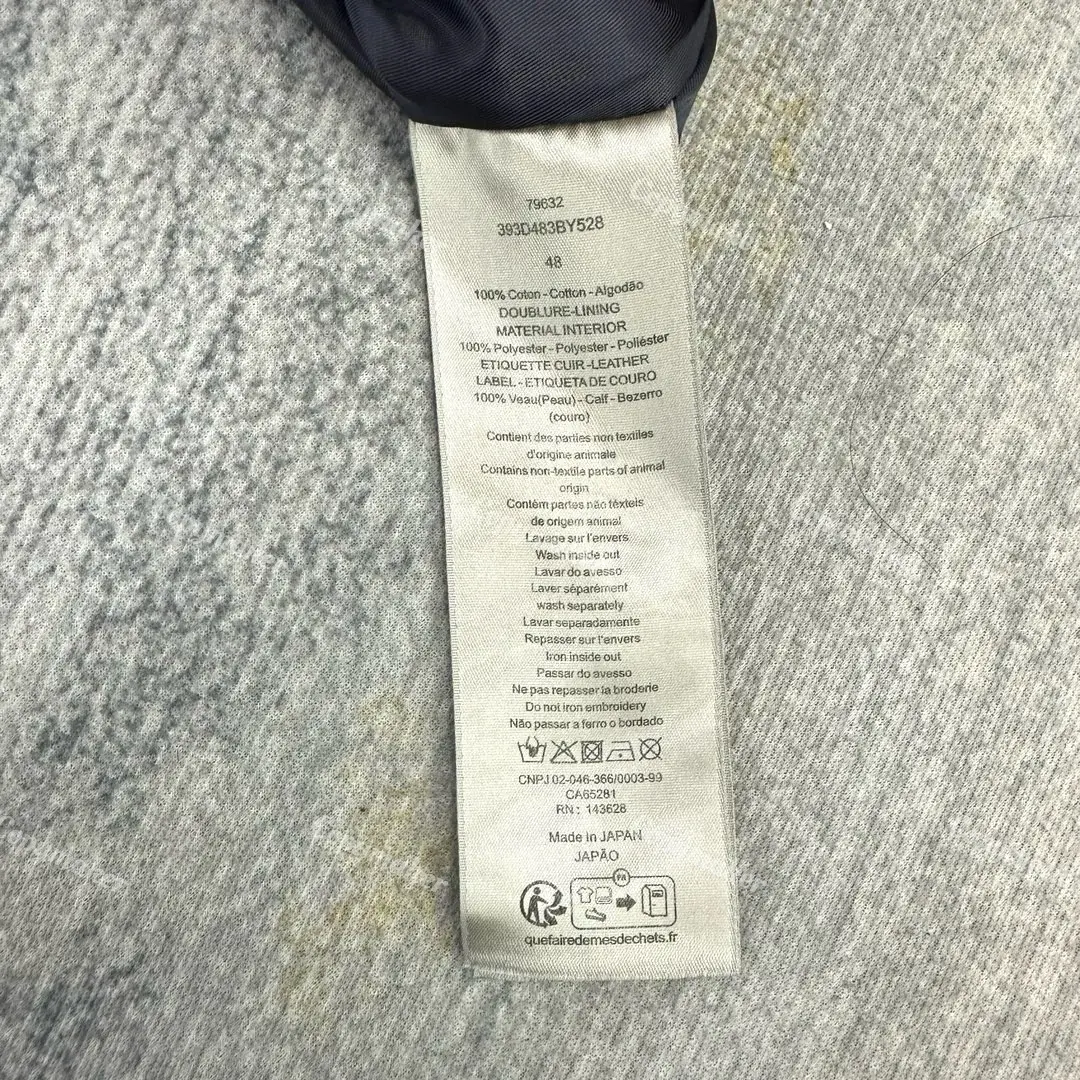 79632
393D483BY528
48
100% Coton - Cotton - Algodão
DOUBLURE-LINING
MATERIAL INTERIOR
100% Polyester - Polyester - Poliéster
ETIQUETTE CUIR -LEATHER
LABEL - ETIQUETA DE COURO
100% Veau(Peau) - Calf - Bezerro
(couro)
Contient des parties non textiles
d'origine animale
Contains non-textile parts of animal
origin
Contêm partes não têxteis
de origem animal
Lavage sur l'envers
Wash inside out
Lavar do avesso
Laver séparément
wash separately
Lavar separadamente
Repasser sur l'envers
Iron inside out
Passar do avesso
Ne pas repasser la broderie
Do not iron embroidery
Não passar a ferro o bordado
CNPJ 02-046-366/0003-99
CA65281
RN : 143628
Made in JAPAN
JAPÃO
quefairedemesdechets.fr